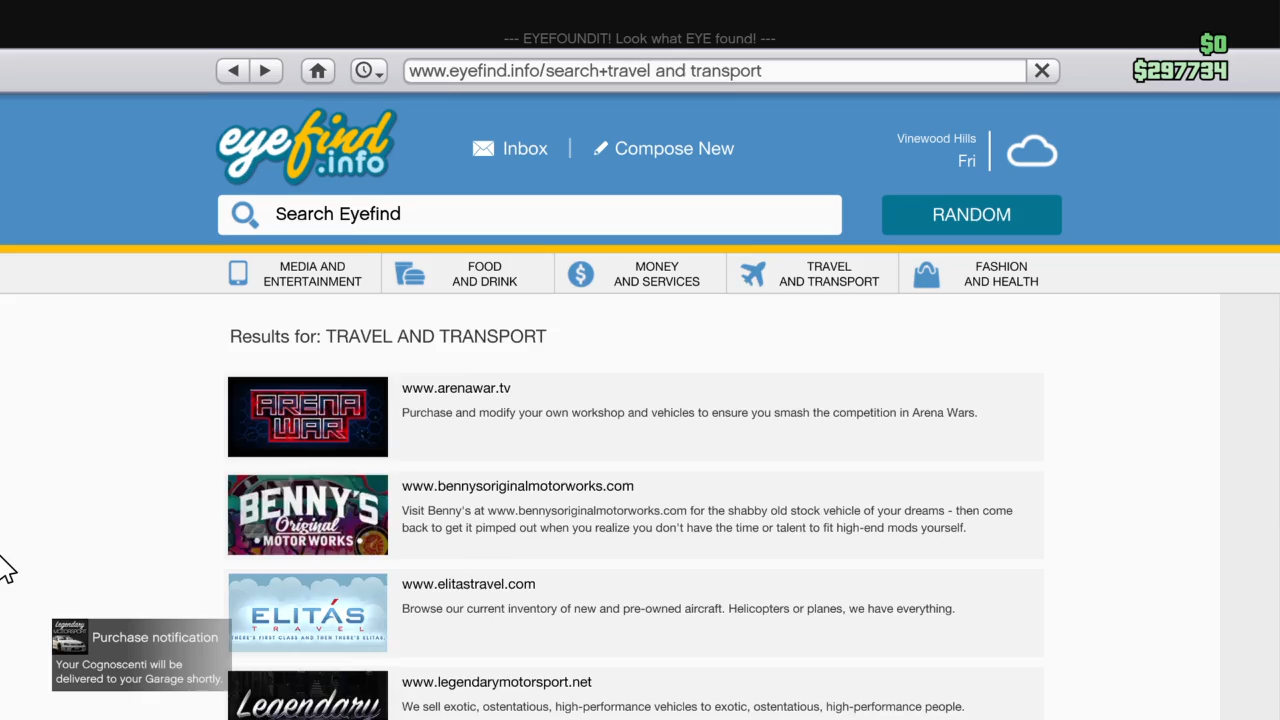 --- EYEFOUNDIT! Look what EYE found! ---
$0
$297734
www.eyefind.info/search+travel and transport
eyefind
.info
Inbox
Compose New
Vinewood Hills
Fri
Search Eyefind
RANDOM
MEDIA AND
ENTERTAINMENT
FOOD
AND DRINK
MONEY
AND SERVICES
TRAVEL
AND TRANSPORT
FASHION
AND HEALTH
Results for: TRAVEL AND TRANSPORT
ARENA
WAR
www.arenawar.tv
Purchase and modify your own workshop and vehicles to ensure you smash the competition in Arena Wars.
BENNY'S
Original
MOTOR WORKS
www.bennysoriginalmotorworks.com
Visit Benny's at www.bennysoriginalmotorworks.com for the shabby old stock vehicle of your dreams - then come
back to get it pimped out when you realize you don't have the time or talent to fit high-end mods yourself.
ELITÁS
TRAVEL
THERE'S FIRST CLASS AND THEN THERE'S ELITAS.
www.elitastravel.com
Browse our current inventory of new and pre-owned aircraft. Helicopters or planes, we have everything.
Legendary
MOTORSPORT
Purchase notification
Your Cognoscenti will be
delivered to your Garage shortly.
Legendary
www.legendarymotorsport.net
We sell exotic, ostentatious, high-performance vehicles to exotic, ostentatious, high-performance people.